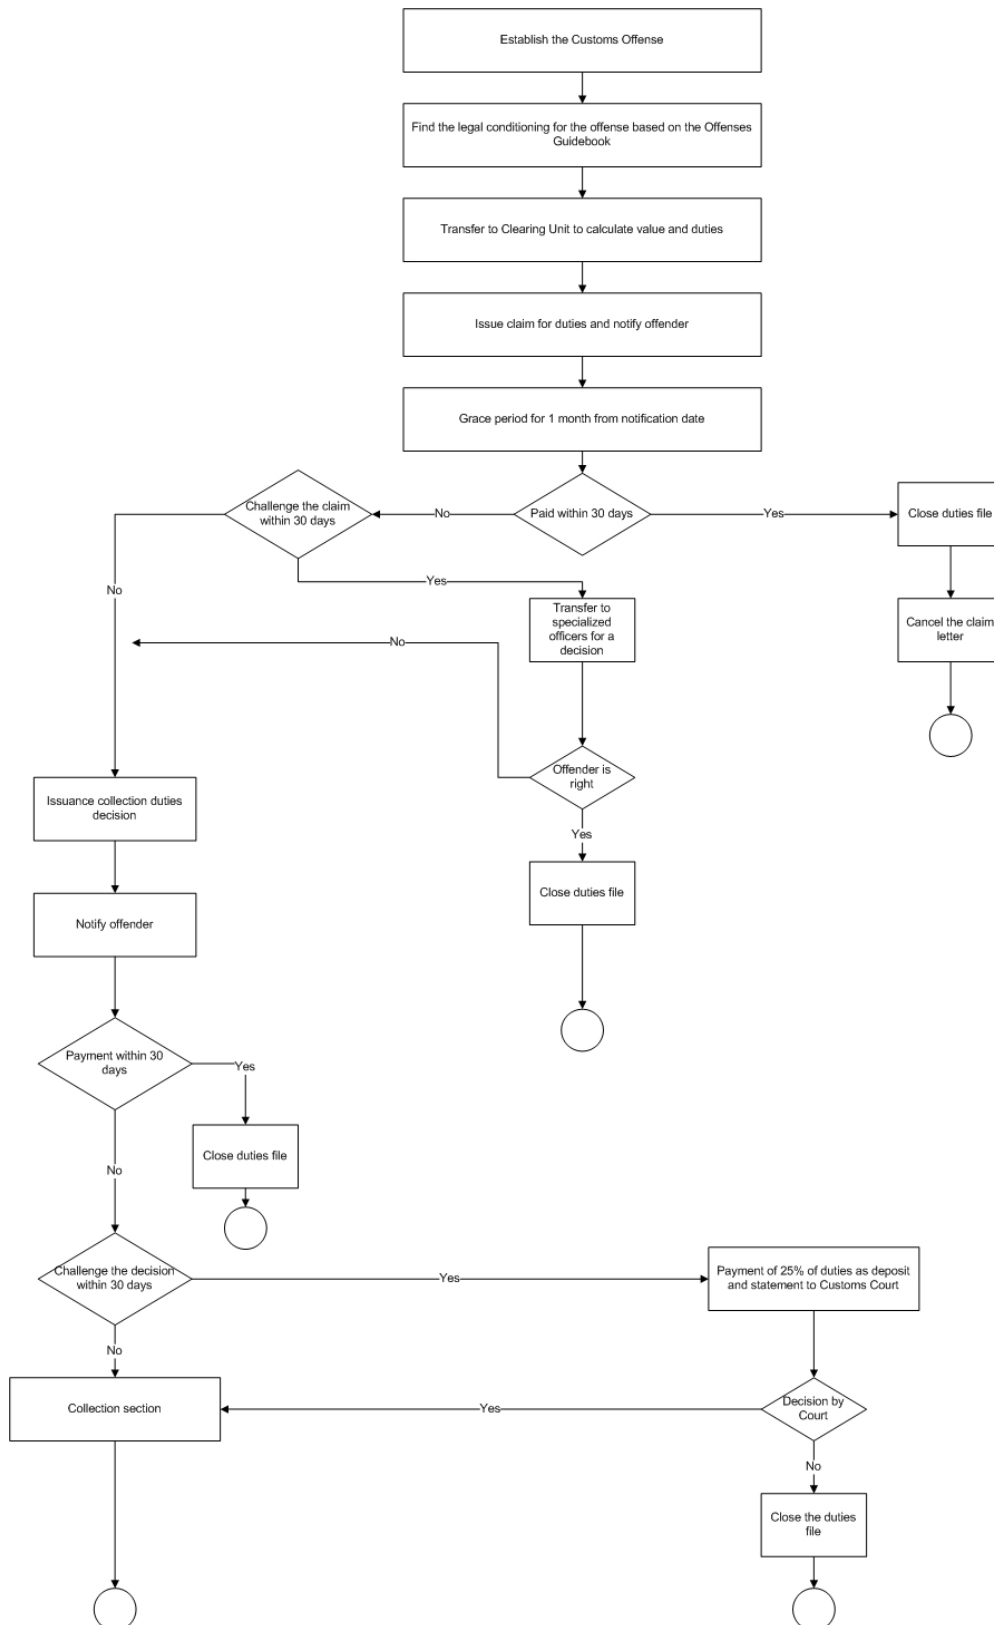 Establish the Customs Offense
Find the legal conditioning for the offense based on the Offenses
Guidebook
Transfer to Clearing Unit to calculate value and duties
Issue claim for duties and notify offender
Grace period for 1 month from notification date
Challenge the claim
within 30 days
No
Paid within 30 days
Yes
Close duties file
No
Yes
Transfer to
specialized
officers for a
decision
Cancel the claim
letter
No
Offender is
right
Issuance collection duties
decision
Yes
Close duties file
Notify offender
Payment within 30
days
Yes
Close duties file
No
Challenge the decision
within 30 days
Yes
Payment of 25% of duties as deposit
and statement to Customs Court
No
Collection section
Yes
Decision by
Court
No
Close the duties
file